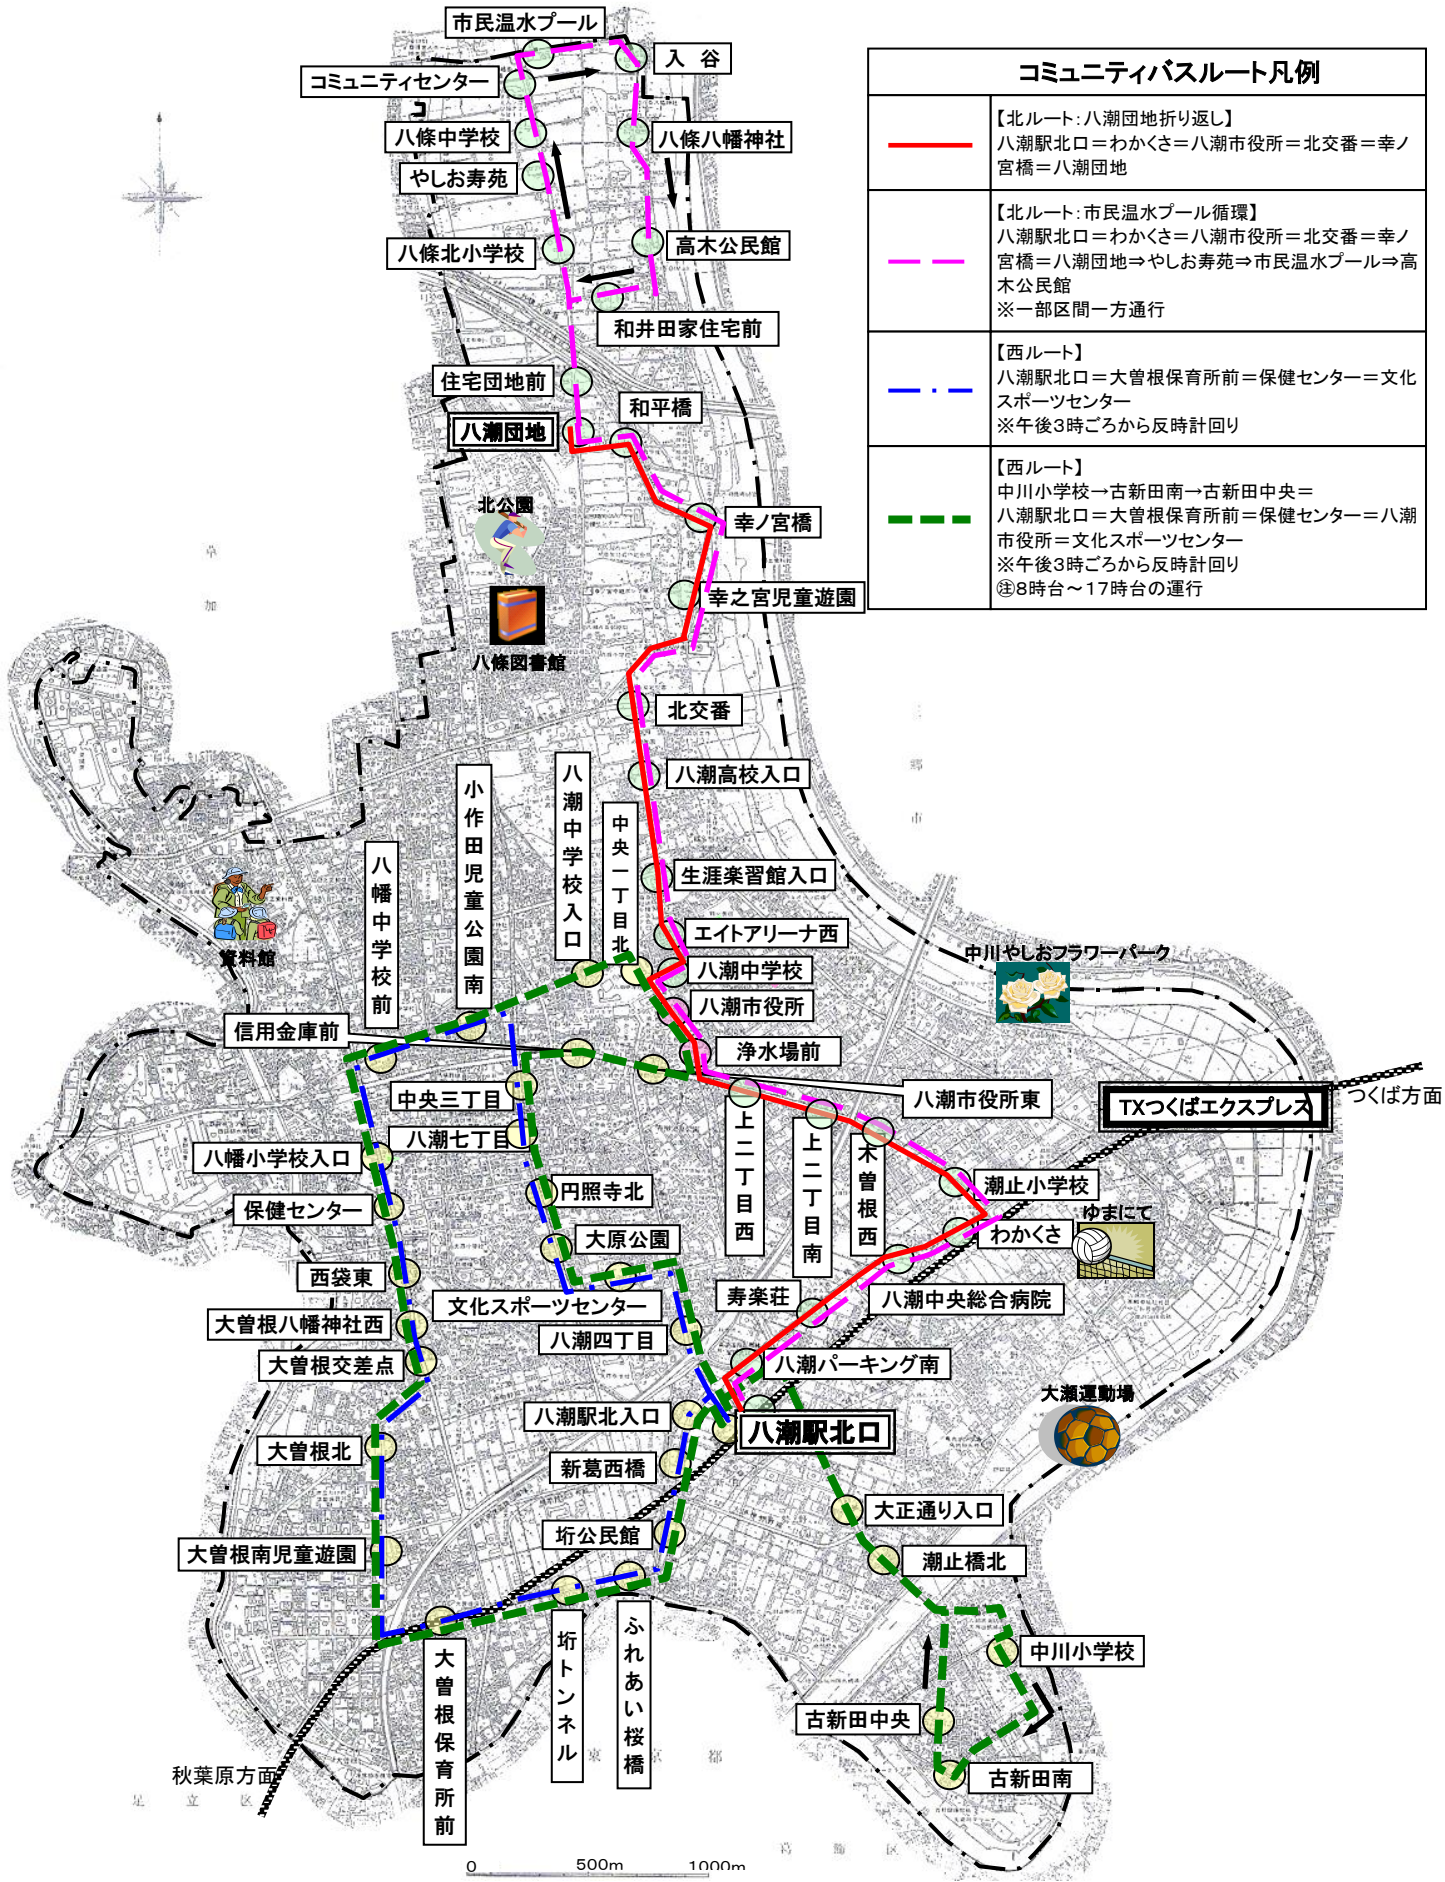 市民温水プール
入 谷
コミュニティセンター
八條中学校
八條八幡神社
やしお寿苑
八條北小学校
高木公民館
和井田家住宅前
住宅団地前
和平橋
八潮団地
北公園
幸ノ宮橋
幸之宮児童遊園
八條図書館
北交番
八潮高校入口
生涯楽習館入口
エイトアリーナ西
八潮中学校
八潮市役所
浄水場前
コミュニティバスルート凡例
【北ルート：八潮団地折り返し】
八潮駅北口＝わかくさ＝八潮市役所＝北交番＝幸ノ
宮橋＝八潮団地
【北ルート：市民温水プール循環】
八潮駅北口＝わかくさ＝八潮市役所＝北交番＝幸ノ
宮橋＝八潮団地⇒やしお寿苑⇒市民温水プール⇒高
木公民館
※一部区間一方通行
【西ルート】
八潮駅北口＝大曽根保育所前＝保健センター＝文化
スポーツセンター
※午後3時ごろから反時計回り
【西ルート】
中川小学校→古新田南→古新田中央＝
八潮駅北口＝大曽根保育所前＝保健センター＝八潮
市役所＝文化スポーツセンター
※午後3時ごろから反時計回り
㊟8時台～17時台の運行
草
加
郷
市
八潮中学校入口
小作田児童公園南
中央一丁目北
八幡中学校前
資料館
信用金庫前
中川やしおフラワーパーク
八潮市役所東
TXつくばエクスプレス
つくば方面
中央三丁目
八潮七丁目
八幡小学校入口
保健センター
円照寺北
大原公園
西袋東
文化スポーツセンター
大曽根八幡神社西
八潮四丁目
大曽根交差点
上二丁目西
上二丁目南
木曽根西
潮止小学校
わかくさ
ゆまにて
八潮中央総合病院
寿楽荘
八潮パーキング南
八潮駅北入口
八潮駅北口
大瀬運動場
大曽根北
新葛西橋
大正通り入口
垳公民館
潮止橋北
大曽根南児童遊園
中川小学校
古新田中央
古新田南
大曽根保育所前
垳トンネル
ふれあい桜橋
秋葉原方面
足 立 区
東 京 都
葛 飾 区
0 500m 1000m